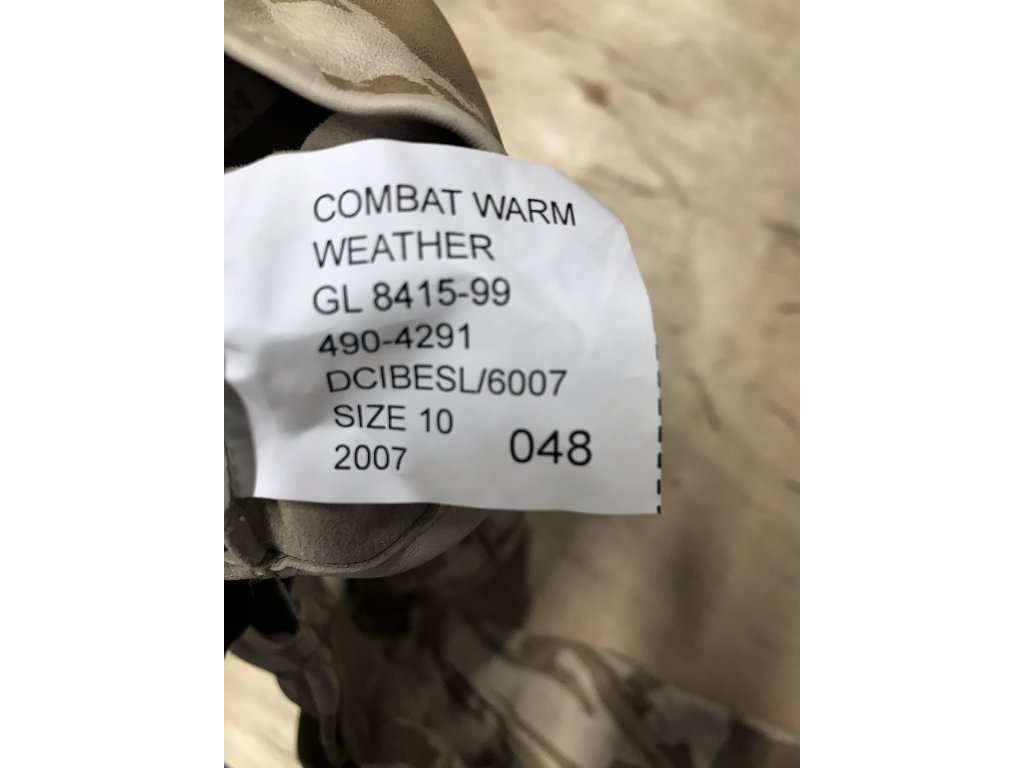 COMBAT WARM
WEATHER
GL 8415-99
490-4291
DCIBESL/6007
SIZE 10
2007 048